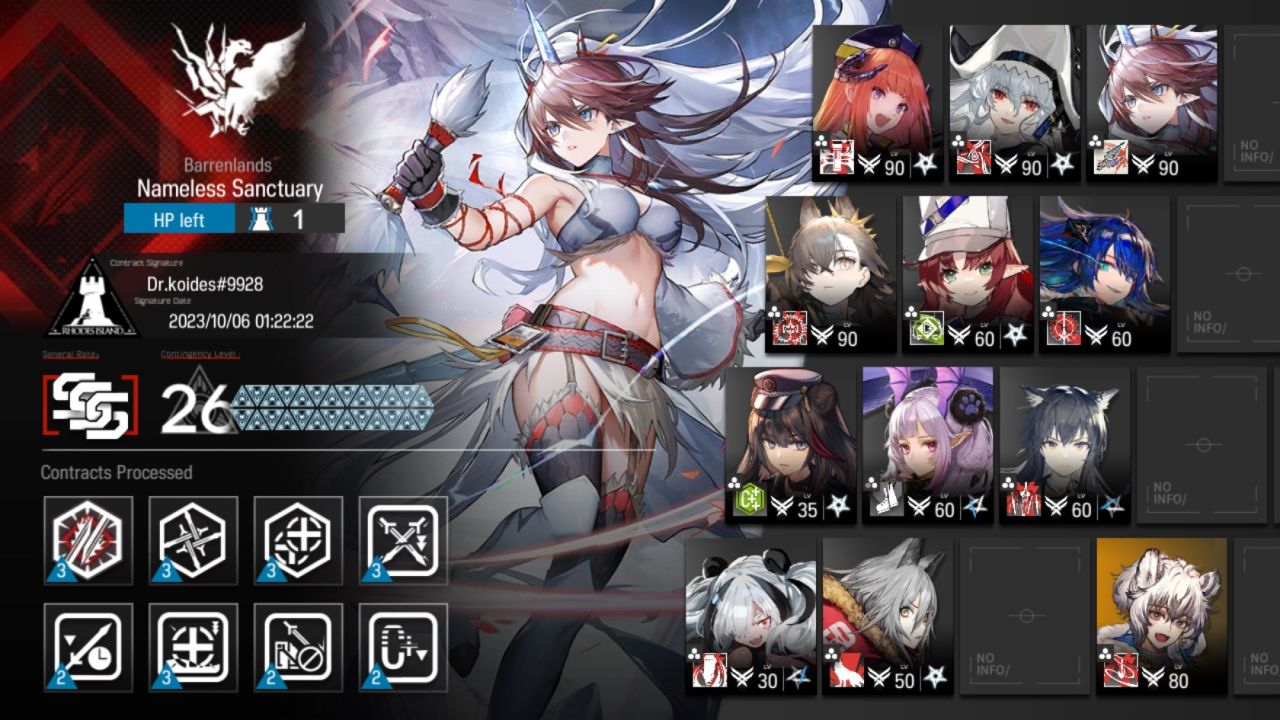 Barrenlands
Nameless Sanctuary
HP left 1
Contract Signature
Dr.koides#9928
Signature Date
2023/10/06 01:22:22
RHODES ISLAND
General Rate:
Contingency Level:
26
Contracts Processed
3 3 3 3
2 3 2 2
LV 90 LV 90 LV 90 NO INFO/
LV 90 LV 60 LV 60 NO INFO/
LV 35 LV 60 LV 60 NO INFO/
LV 30 LV 50 NO INFO/ LV 80 NO INFO